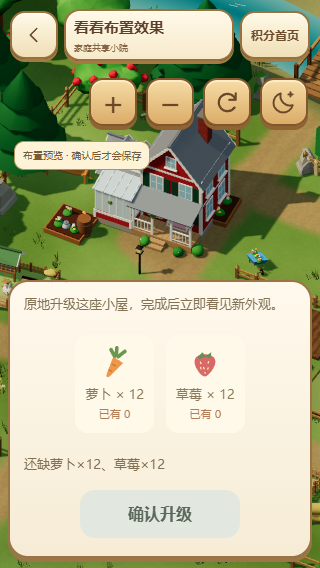 看看布置效果
家庭共享小院
积分首页
布置预览 · 确认后才会保存
原地升级这座小屋，完成后立即看见新外观。
萝卜 × 12
已有 0
草莓 × 12
已有 0
还缺萝卜×12、草莓×12
确认升级